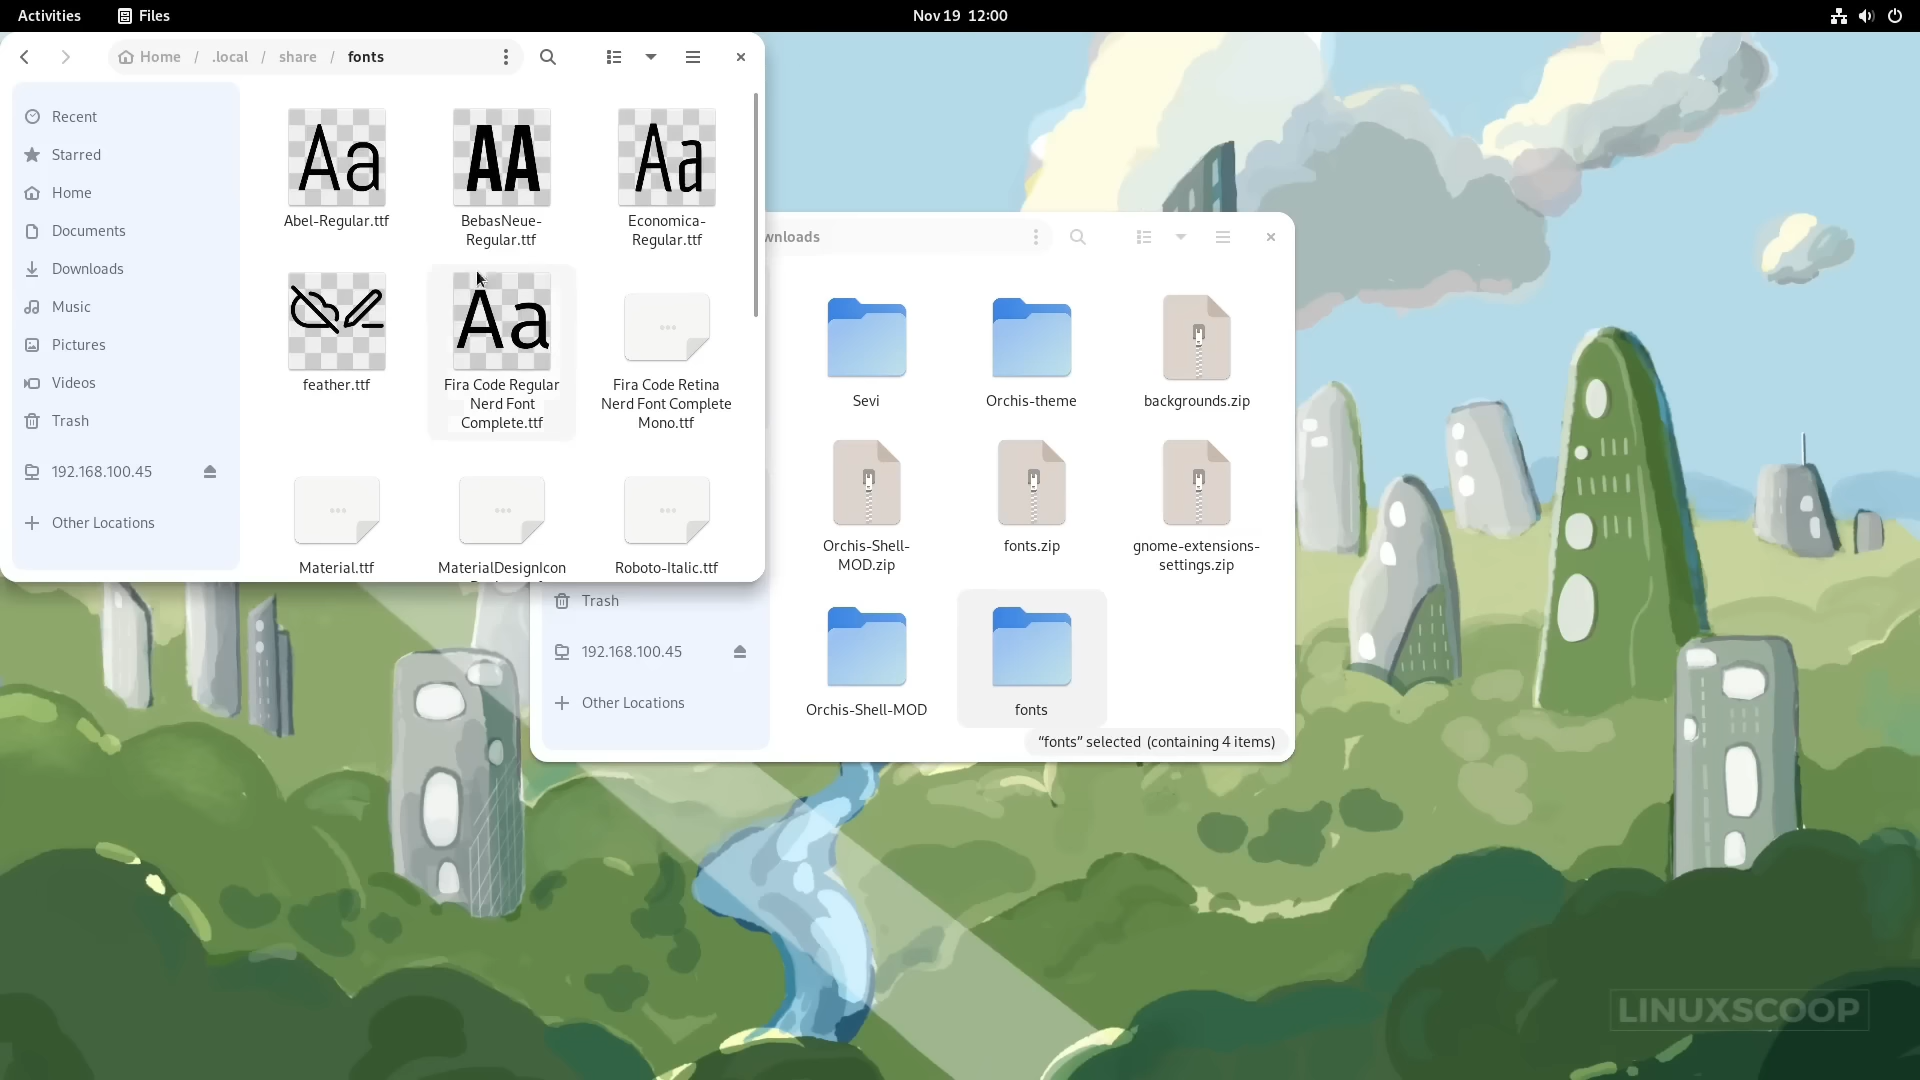 Activities
Files
Nov 19 12:00
Home / .local / share / fonts
Recent
Starred
Home
Documents
Downloads
Music
Pictures
Videos
Trash
192.168.100.45
Other Locations
Aa
AA
Aa
Abel-Regular.ttf
BebasNeue-
Regular.ttf
Economica-
Regular.ttf
Aa
feather.ttf
Fira Code Regular
Nerd Font
Complete.ttf
Fira Code Retina
Nerd Font Complete
Mono.ttf
Material.ttf
MaterialDesignIcon
Roboto-Italic.ttf
wnloads
Sevi
Orchis-theme
backgrounds.zip
Orchis-Shell-
MOD.zip
fonts.zip
gnome-extensions-
settings.zip
Orchis-Shell-MOD
fonts
Trash
192.168.100.45
Other Locations
“fonts” selected (containing 4 items)
LINUXSCOOP